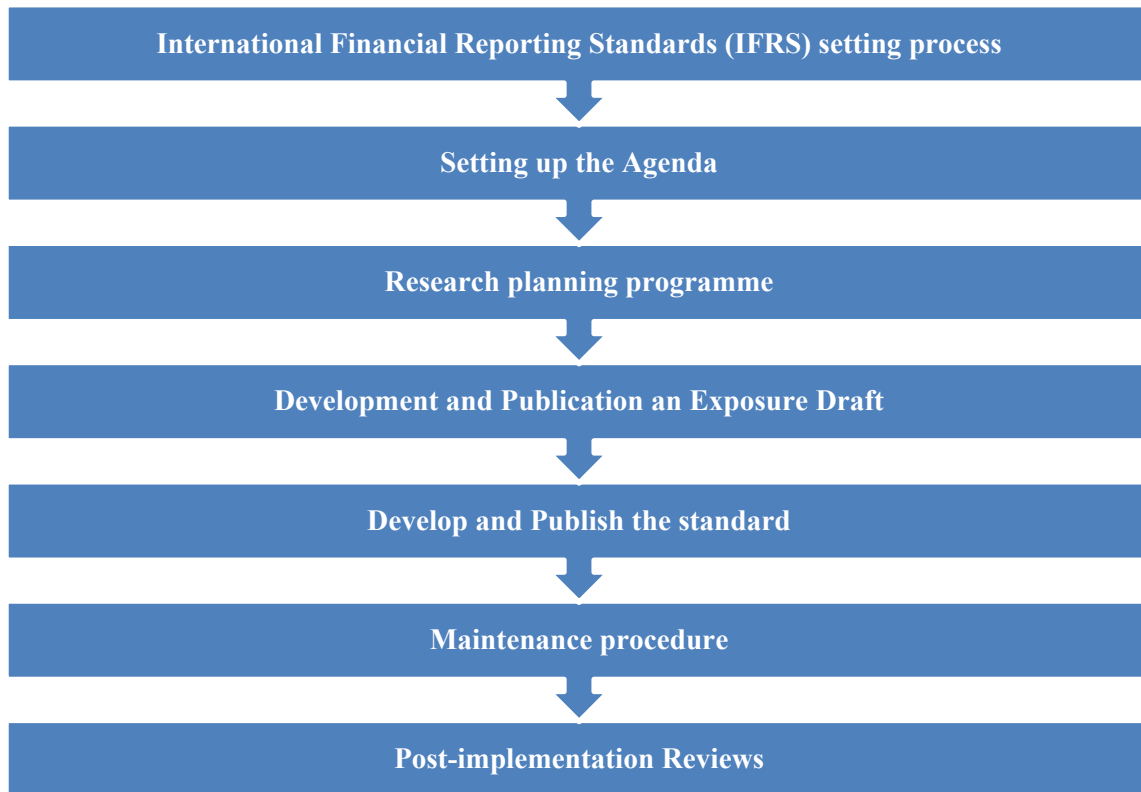 International Financial Reporting Standards (IFRS) setting process
Setting up the Agenda
Research planning programme
Development and Publication an Exposure Draft
Develop and Publish the standard
Maintenance procedure
Post-implementation Reviews